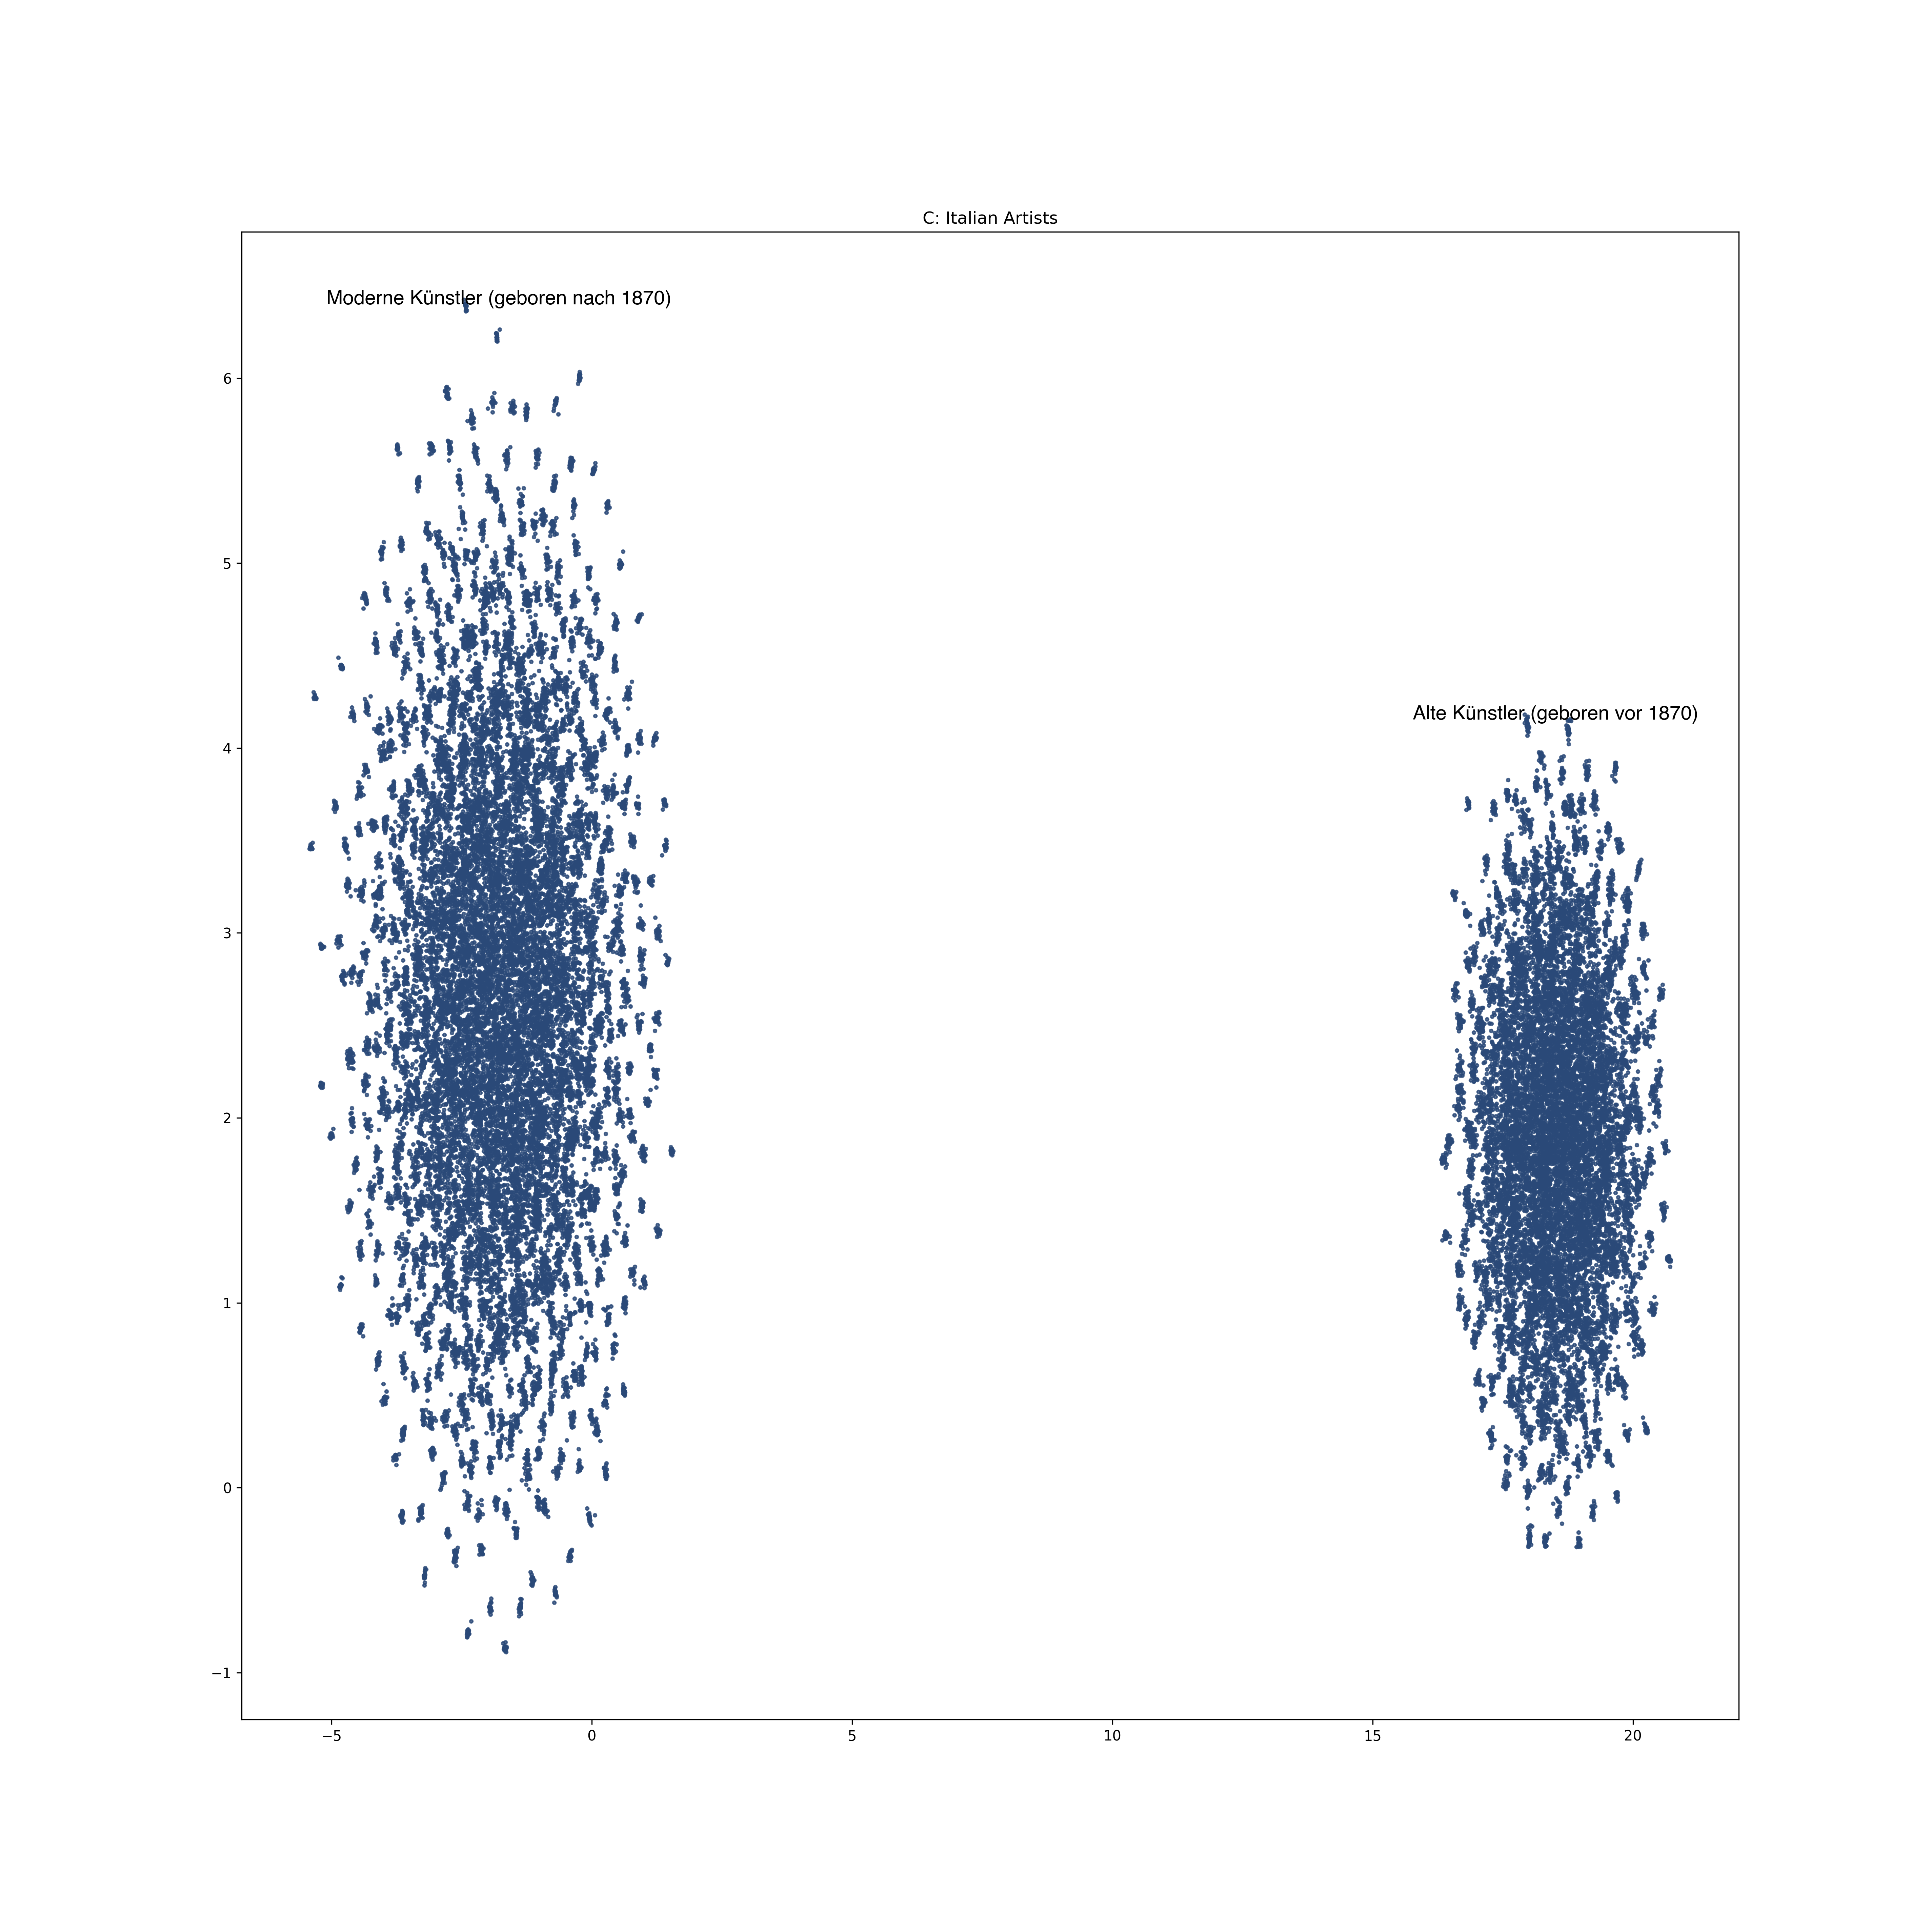 C: Italian Artists
Moderne Künstler (geboren nach 1870)
Alte Künstler (geboren vor 1870)
6
5
4
3
2
1
0
−1
−5 0 5 10 15 20